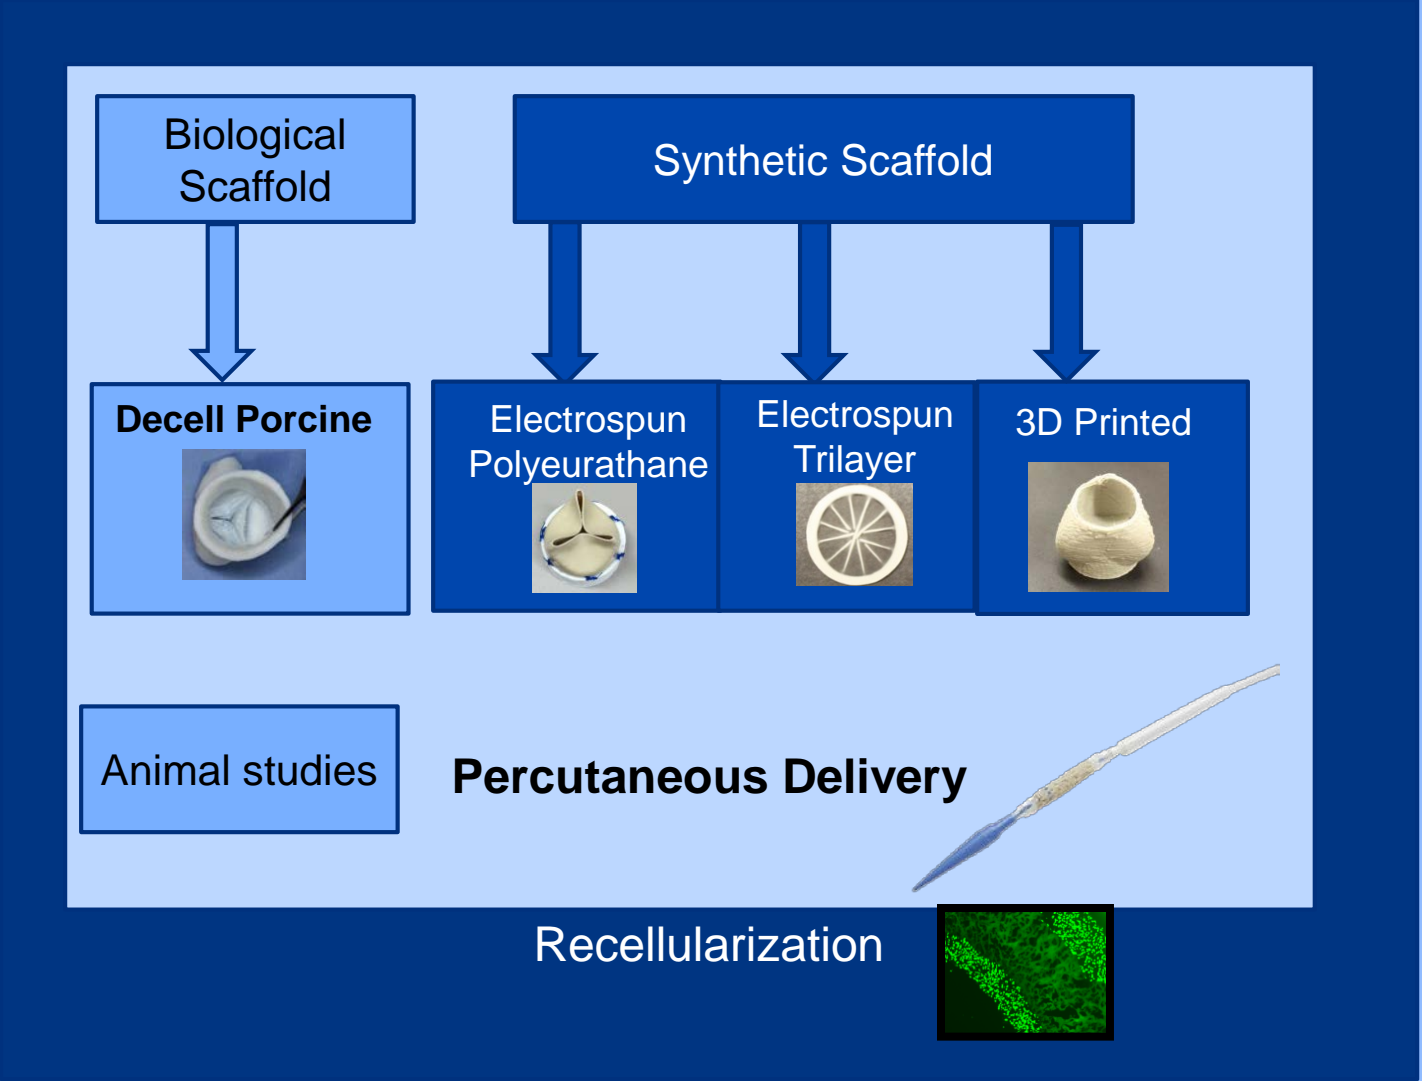 Biological
Scaffold
Synthetic Scaffold
Decell Porcine
Electrospun
Polyeurathane
Electrospun
Trilayer
3D Printed
Animal studies
Percutaneous Delivery
Recellularization